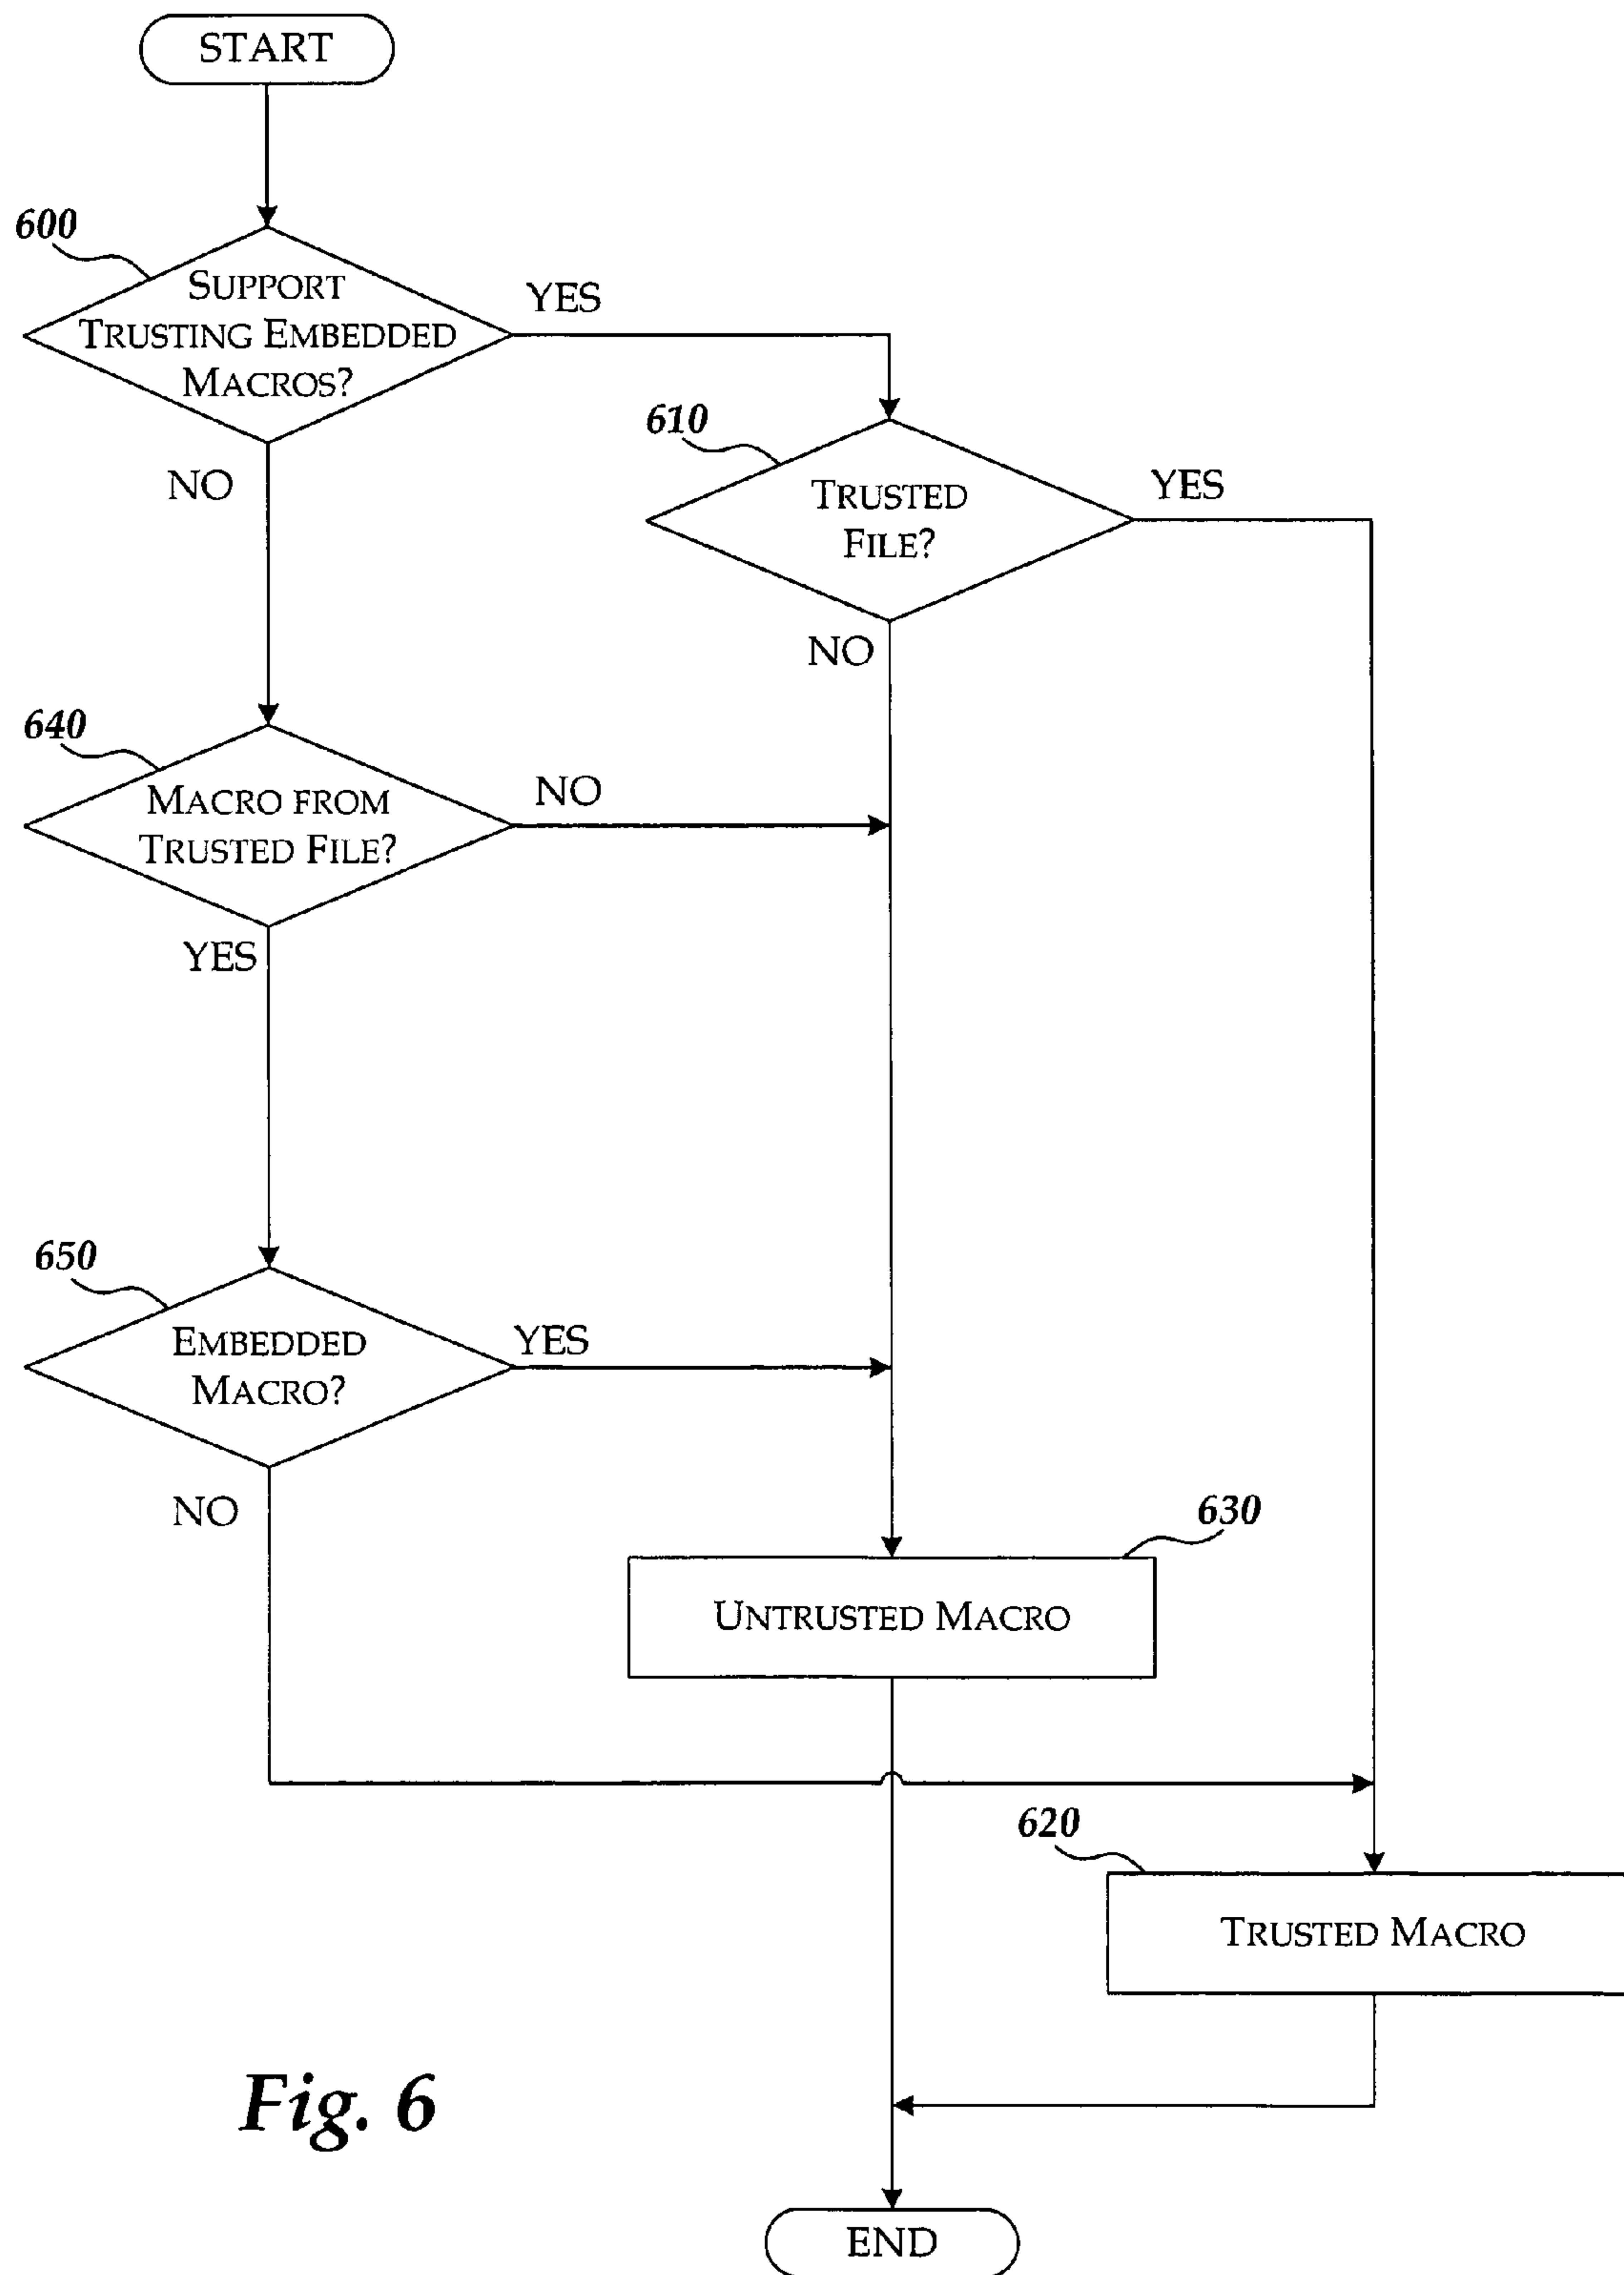 START
600
SUPPORT
TRUSTING EMBEDDED
MACROS?
YES
NO
610
TRUSTED
FILE?
YES
NO
640
MACRO FROM
TRUSTED FILE?
NO
YES
650
EMBEDDED
MACRO?
YES
NO
630
UNTRUSTED MACRO
620
TRUSTED MACRO
Fig. 6
END